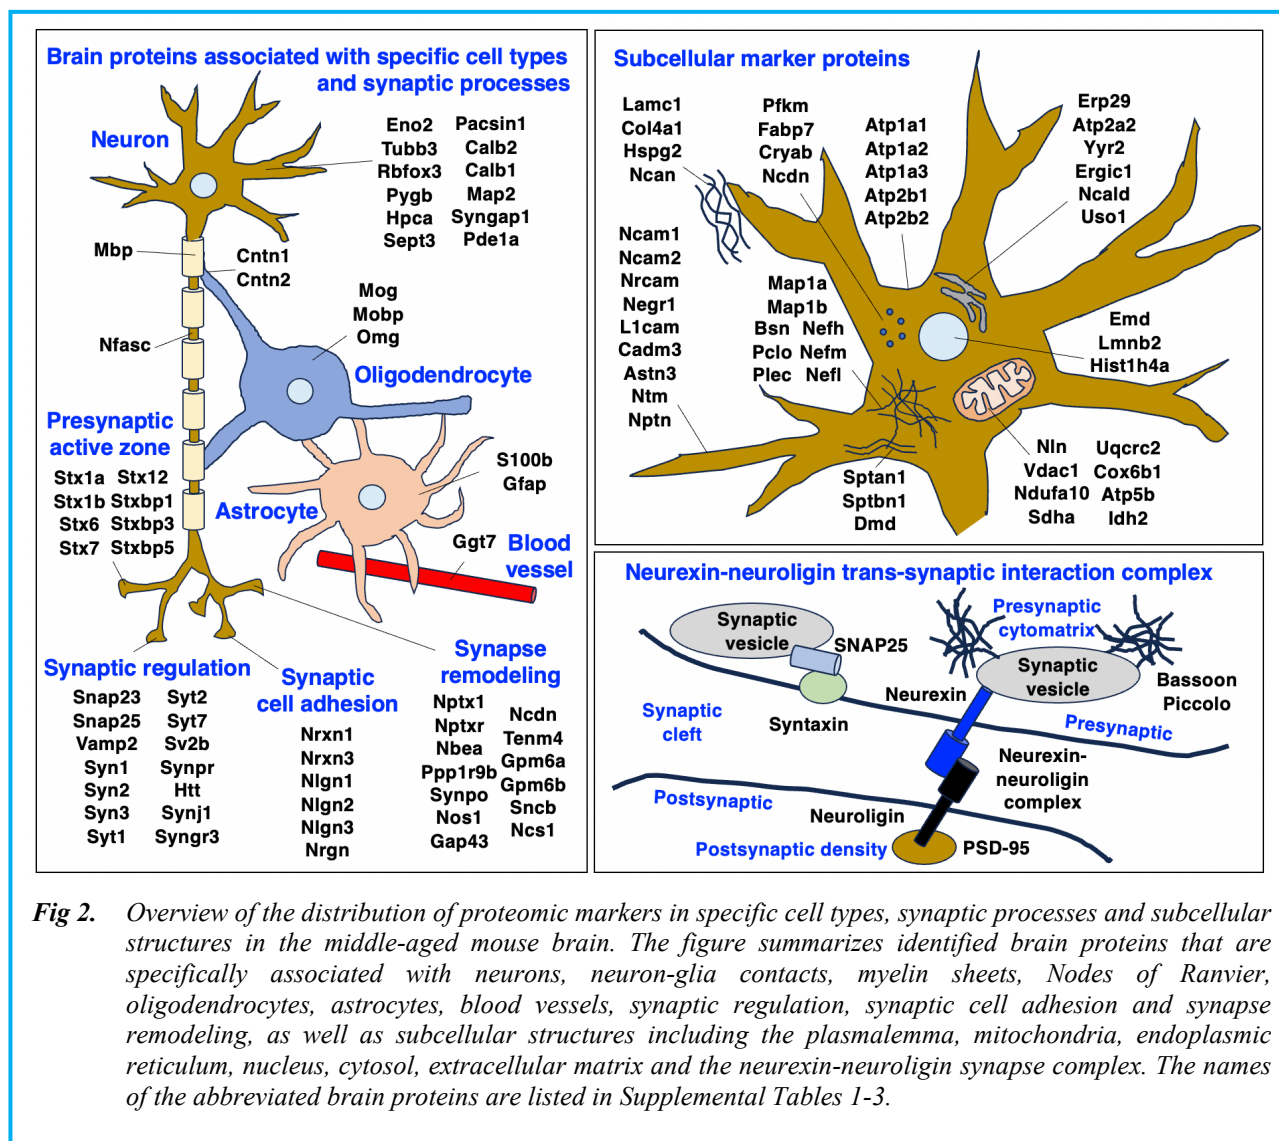 Brain proteins associated with specific cell types
and synaptic processes
Neuron
Eno2
Tubb3
Rbfox3
Pygb
Hpca
Sept3
Pacsin1
Calb2
Calb1
Map2
Syngap1
Pde1a
Mbp
Cntn1
Cntn2
Mog
Mobp
Omg
Nfasc
Oligodendrocyte
Presynaptic
active zone
Stx1a
Stx1b
Stx6
Stx7
Stx12
Stxbp1
Stxbp3
Stxbp5
S100b
Gfap
Astrocyte
Ggt7
Blood
vessel
Synaptic regulation
Snap23
Snap25
Vamp2
Syn1
Syn2
Syn3
Syt1
Syt2
Syt7
Sv2b
Synpr
Htt
Synj1
Syngr3
Synaptic
cell adhesion
Nrxn1
Nrxn3
Nlgn1
Nlgn2
Nlgn3
Nrgn
Synapse
remodeling
Nptx1
Nptxr
Nbea
Ppp1r9b
Synpo
Nos1
Gap43
Ncdn
Tenm4
Gpm6a
Gpm6b
Sncb
Ncs1
Subcellular marker proteins
Lamc1
Col4a1
Hspg2
Ncan
Pfkm
Fabp7
Cryab
Ncdn
Atp1a1
Atp1a2
Atp1a3
Atp2b1
Atp2b2
Erp29
Atp2a2
Yyr2
Ergic1
Ncald
Uso1
Ncam1
Ncam2
Nrcam
Negr1
L1cam
Cadm3
Astn3
Ntm
Nptn
Map1a
Map1b
Bsn Nefh
Pclo Nefm
Plec Nefl
Emd
Lmnb2
Hist1h4a
Sptan1
Sptbn1
Dmd
Nln
Vdac1
Ndufa10
Sdha
Uqcrc2
Cox6b1
Atp5b
Idh2
Neurexin-neuroligin trans-synaptic interaction complex
Synaptic
vesicle
SNAP25
Syntaxin
Presynaptic
cytomatrix
Synaptic
vesicle
Bassoon
Piccolo
Neurexin
Synaptic
cleft
Presynaptic
Neurexin-
neuroligin
complex
Postsynaptic
Neuroligin
Postsynaptic density
PSD-95
Fig 2. Overview of the distribution of proteomic markers in specific cell types, synaptic processes and subcellular
structures in the middle-aged mouse brain. The figure summarizes identified brain proteins that are
specifically associated with neurons, neuron-glia contacts, myelin sheets, Nodes of Ranvier,
oligodendrocytes, astrocytes, blood vessels, synaptic regulation, synaptic cell adhesion and synapse
remodeling, as well as subcellular structures including the plasmalemma, mitochondria, endoplasmic
reticulum, nucleus, cytosol, extracellular matrix and the neurexin-neuroligin synapse complex. The names
of the abbreviated brain proteins are listed in Supplemental Tables 1-3.